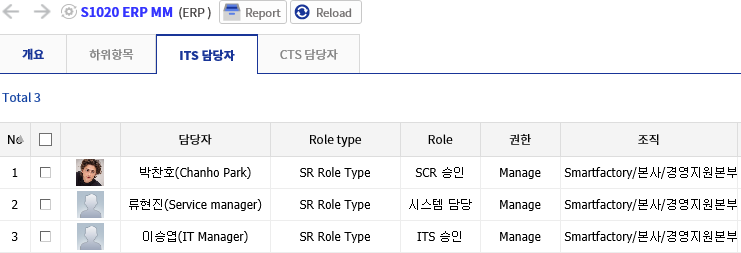 S1020 ERP MM (ERP) Report Reload
개요 하위항목 ITS 담당자 CTS 담당자
Total 3
No 담당자 Role type Role 권한 조직
1 박찬호(Chanho Park) SR Role Type SCR 승인 Manage Smartfactory/본사/경영지원본부
2 류현진(Service manager) SR Role Type 시스템 담당 Manage Smartfactory/본사/경영지원본부
3 이승엽(IT Manager) SR Role Type ITS 승인 Manage Smartfactory/본사/경영지원본부